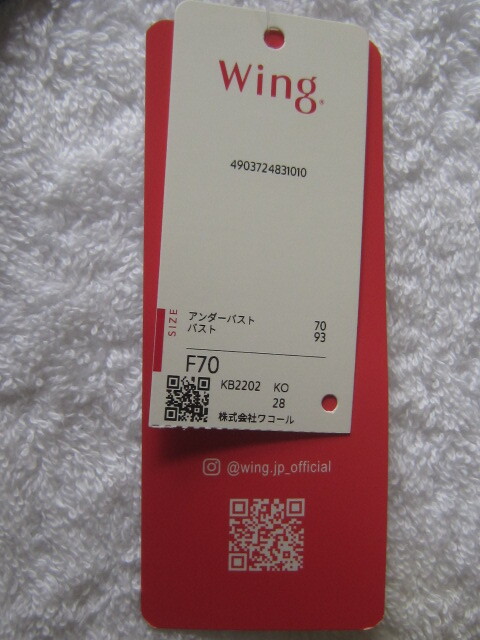 Wing
4903724831010
SIZE
アンダーバスト 70
バスト 93
F70
KB2202 KO
28
株式会社ワコール
@wing.jp_official